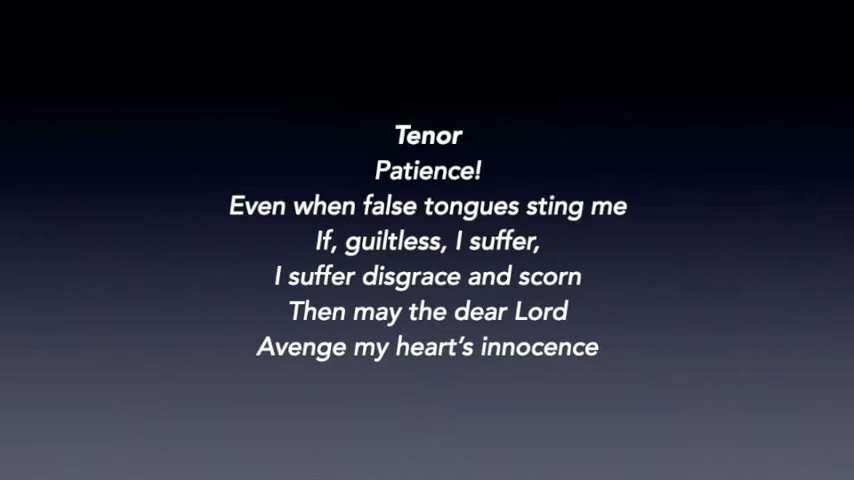 Tenor
Patience!
Even when false tongues sting me
If, guiltless, I suffer,
I suffer disgrace and scorn
Then may the dear Lord
Avenge my heart’s innocence